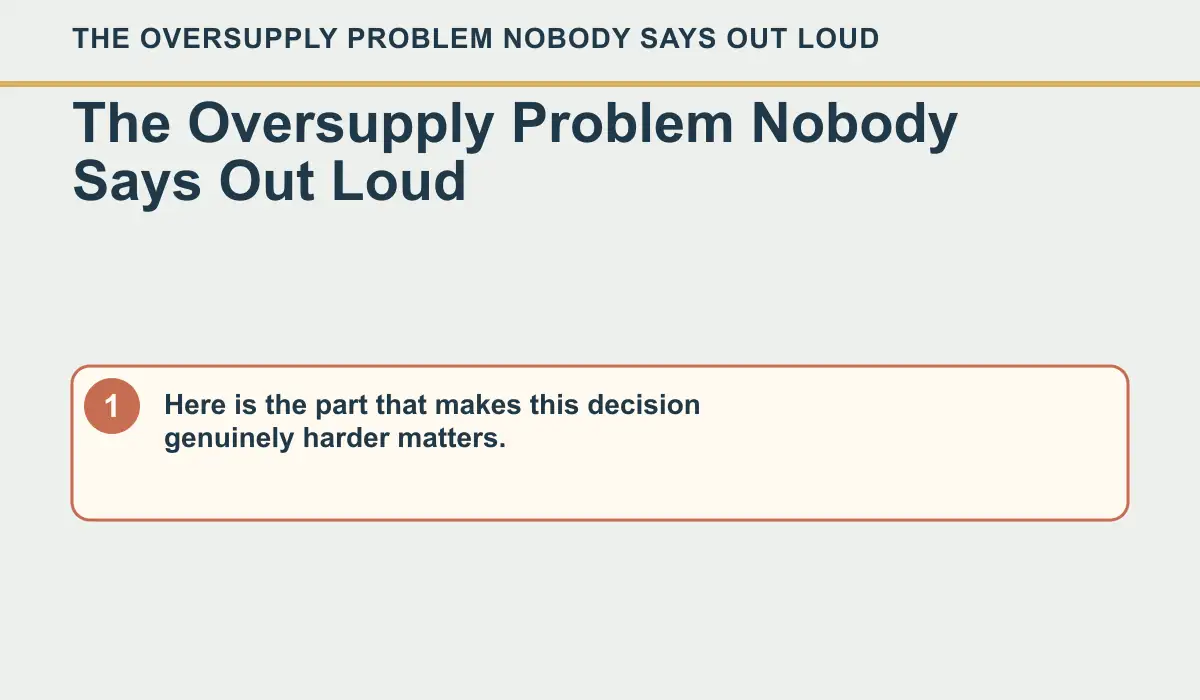 THE OVERSUPPLY PROBLEM NOBODY SAYS OUT LOUD
The Oversupply Problem Nobody
Says Out Loud
1
Here is the part that makes this decision
genuinely harder matters.